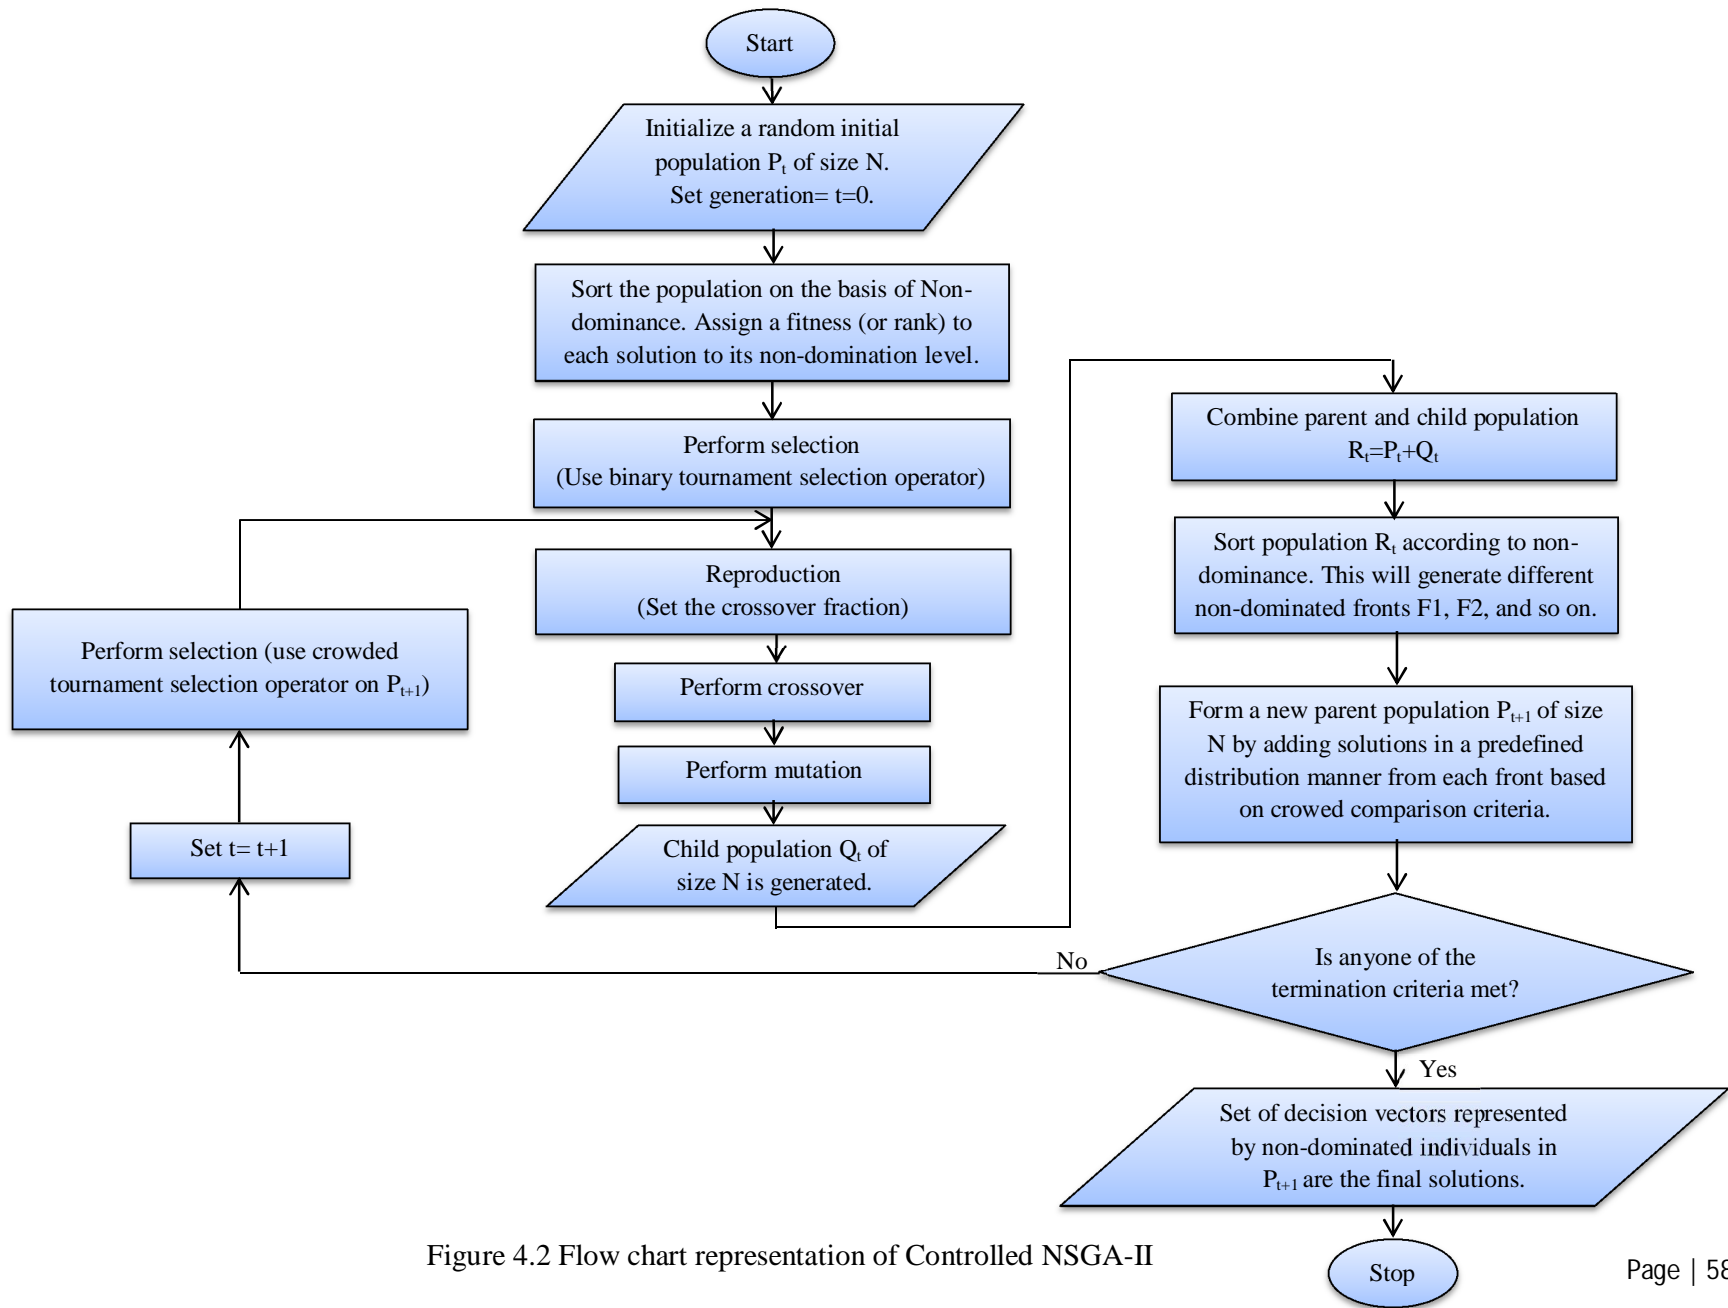 Start
Initialize a random initial
population Pt of size N.
Set generation= t=0.
Sort the population on the basis of Non-
dominance. Assign a fitness (or rank) to
each solution to its non-domination level.
Perform selection
(Use binary tournament selection operator)
Reproduction
(Set the crossover fraction)
Perform crossover
Perform mutation
Child population Qt of
size N is generated.
Combine parent and child population
Rt=Pt+Qt
Sort population Rt according to non-
dominance. This will generate different
non-dominated fronts F1, F2, and so on.
Form a new parent population Pt+1 of size
N by adding solutions in a predefined
distribution manner from each front based
on crowed comparison criteria.
Is anyone of the
termination criteria met?
No
Set t= t+1
Perform selection (use crowded
tournament selection operator on Pt+1)
Yes
Set of decision vectors represented
by non-dominated individuals in
Pt+1 are the final solutions.
Stop
Figure 4.2 Flow chart representation of Controlled NSGA-II
Page | 58